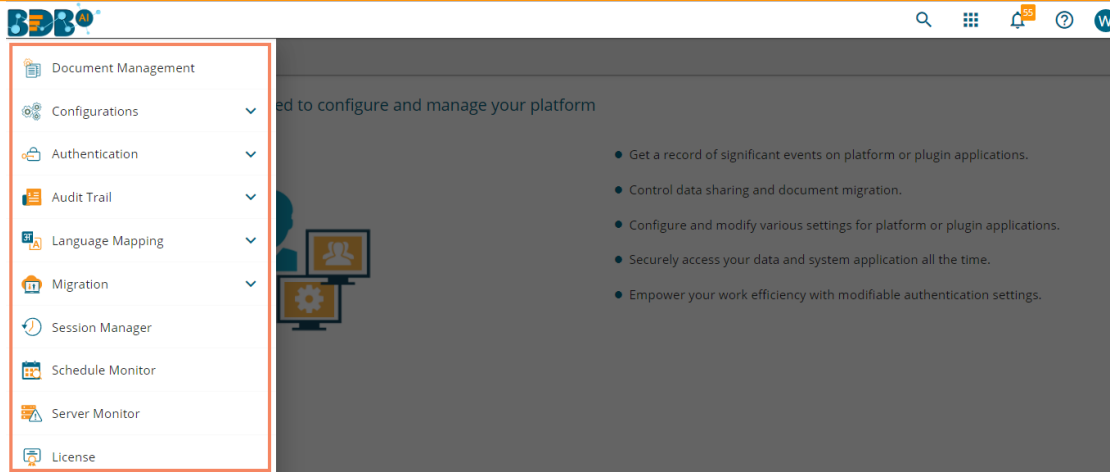 BDB AI
55
W
Document Management
Configurations
ed to configure and manage your platform
Authentication
Get a record of significant events on platform or plugin applications.
Audit Trail
Control data sharing and document migration.
Configure and modify various settings for platform or plugin applications.
अ A
Language Mapping
Securely access your data and system application all the time.
Migration
Empower your work efficiency with modifiable authentication settings.
Session Manager
Schedule Monitor
Server Monitor
License